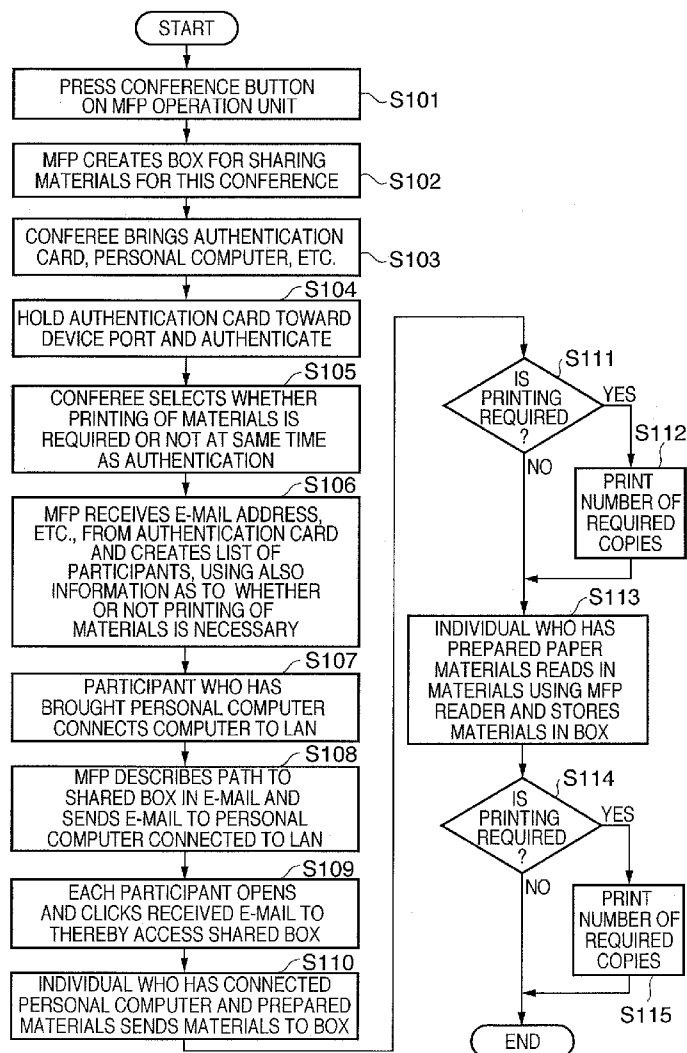 START
PRESS CONFERENCE BUTTON
ON MFP OPERATION UNIT
S101
MFP CREATES BOX FOR SHARING
MATERIALS FOR THIS CONFERENCE
S102
CONFEREE BRINGS AUTHENTICATION
CARD, PERSONAL COMPUTER, ETC.
S103
S104
HOLD AUTHENTICATION CARD TOWARD
DEVICE PORT AND AUTHENTICATE
S105
CONFEREE SELECTS WHETHER
PRINTING OF MATERIALS IS
REQUIRED OR NOT AT SAME TIME
AS AUTHENTICATION
S106
MFP RECEIVES E-MAIL ADDRESS,
ETC., FROM AUTHENTICATION CARD
AND CREATES LIST OF
PARTICIPANTS, USING ALSO
INFORMATION AS TO WHETHER
OR NOT PRINTING OF
MATERIALS IS NECESSARY
S107
PARTICIPANT WHO HAS
BROUGHT PERSONAL COMPUTER
CONNECTS COMPUTER TO LAN
S108
MFP DESCRIBES PATH TO
SHARED BOX IN E-MAIL AND
SENDS E-MAIL TO PERSONAL
COMPUTER CONNECTED TO LAN
S109
EACH PARTICIPANT OPENS
AND CLICKS RECEIVED E-MAIL TO
THEREBY ACCESS SHARED BOX
S110
INDIVIDUAL WHO HAS CONNECTED
PERSONAL COMPUTER AND PREPARED
MATERIALS SENDS MATERIALS TO BOX
S111
IS
PRINTING
REQUIRED
?
YES
NO
S112
PRINT
NUMBER OF
REQUIRED
COPIES
S113
INDIVIDUAL WHO HAS
PREPARED PAPER
MATERIALS READS IN
MATERIALS USING MFP
READER AND STORES
MATERIALS IN BOX
S114
IS
PRINTING
REQUIRED
?
YES
NO
PRINT
NUMBER OF
REQUIRED
COPIES
S115
END